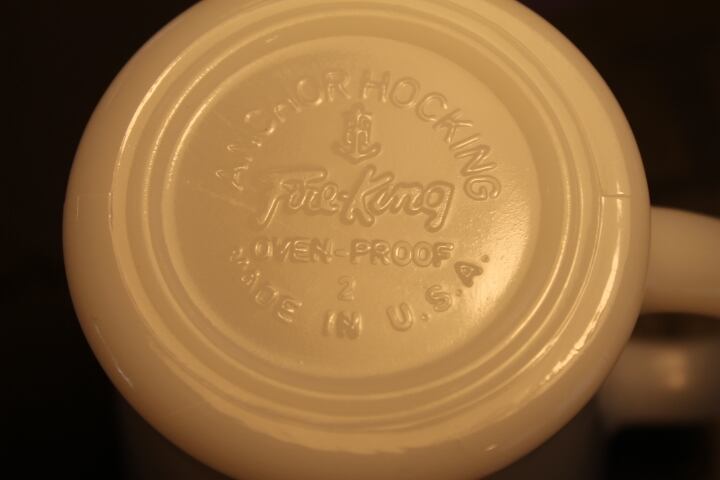 ANCHOR HOCKING
Fire-King
OVEN-PROOF
2
MADE IN U.S.A.